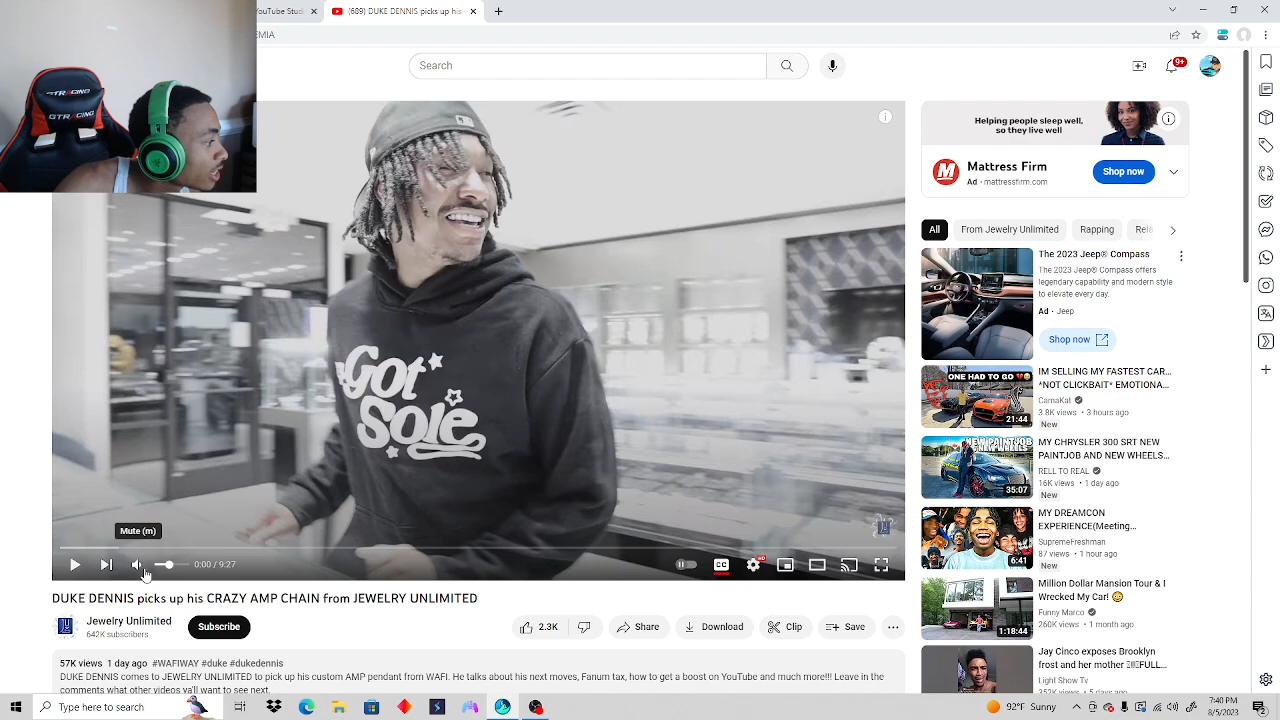 YouTube Studi
(689) DUKE DENNIS picks up his
EMIA
GTRACING
GTRACING
Search
9+
Helping people sleep well,
so they live well
Mattress Firm
Ad · mattressfirm.com
Shop now
All
From Jewelry Unlimited
Rapping
Rela
Got
Sole
The 2023 Jeep® Compass
The 2023 Jeep® Compass offers
legendary capability and modern style
to elevate every day.
Ad · Jeep
Shop now
ONE HAD TO GO
21:44
IM SELLING MY FASTEST CAR...
*NOT CLICKBAIT* EMOTIONA...
CarnaKat
3.8K views • 3 hours ago
New
35:07
MY CHRYSLER 300 SRT NEW
PAINTJOB AND NEW WHEELS...
RELL TO REAL
16K views • 1 day ago
New
6:41
MY DREAMCON
EXPERIENCE(Meeting...
SupremeFreshman
87 views • 1 hour ago
New
1:18:44
Million Dollar Mansion Tour & I
Wrecked My Car! 😳
Funny Marco
260K views • 1 month ago
Jay Cinco exposes Brooklyn
Light Show Tv
Mute (m)
0:00 / 9:27
CC
HD
DUKE DENNIS picks up his CRAZY AMP CHAIN from JEWELRY UNLIMITED
Jewelry Unlimited
642K subscribers
Subscribe
2.3K
Share
Download
Clip
Save
57K views 1 day ago #WAFIWAY #duke #dukedennis
DUKE DENNIS comes to JEWELRY UNLIMITED to pick up his custom AMP pendant from WAFI. He talks about his next moves, Fanum tax, how to get a boost on YouTube and much more!!! Leave in the
comments what other videos ya'll want to see next.
Type here to search
92°F Sunny
7:40 PM
8/5/2023
2